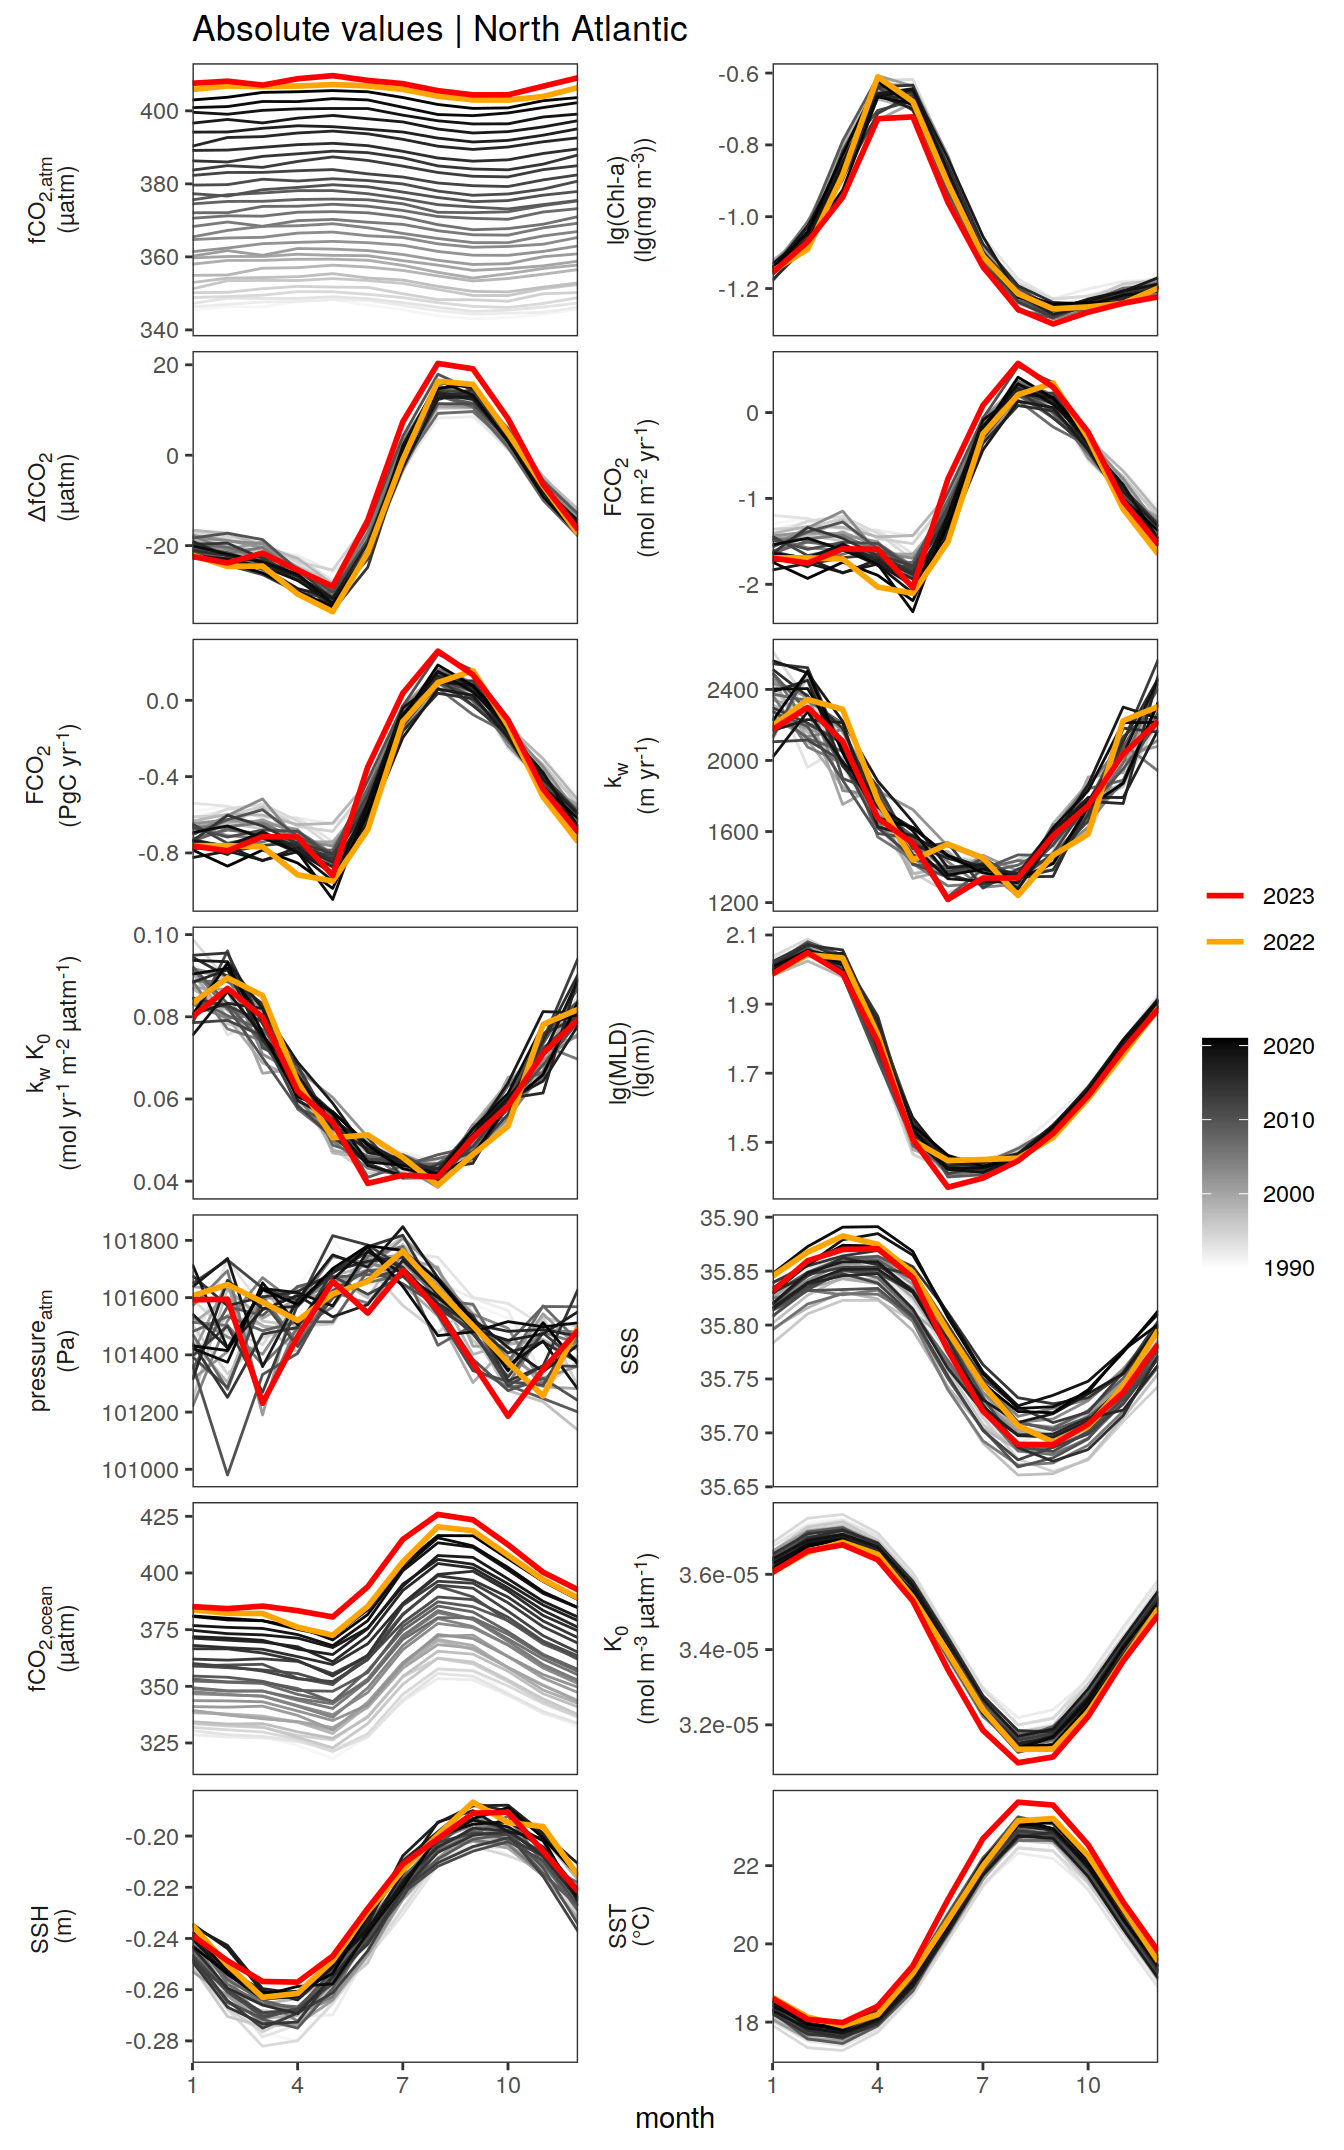 Absolute values | North Atlantic
fCO2,atm
(µatm)
400
380
360
340
lg(Chl-a)
(lg(mg m-3))
-0.6
-0.8
-1.0
-1.2
ΔfCO2
(µatm)
20
0
-20
FCO2
(mol m-2 yr-1)
0
-1
-2
FCO2
(PgC yr-1)
0.0
-0.4
-0.8
kw
(m yr-1)
2400
2000
1600
1200
kw K0
(mol yr-1 m-2 µatm-1)
0.10
0.08
0.06
0.04
lg(MLD)
(lg(m))
2.1
1.9
1.7
1.5
pressureatm
(Pa)
101800
101600
101400
101200
101000
SSS
35.90
35.85
35.80
35.75
35.70
35.65
fCO2,ocean
(µatm)
425
400
375
350
325
K0
(mol m-3 µatm-1)
3.6e-05
3.4e-05
3.2e-05
SSH
(m)
-0.20
-0.22
-0.24
-0.26
-0.28
SST
(°C)
22
20
18
1 4 7 10
1 4 7 10
month
2023
2022
2020
2010
2000
1990